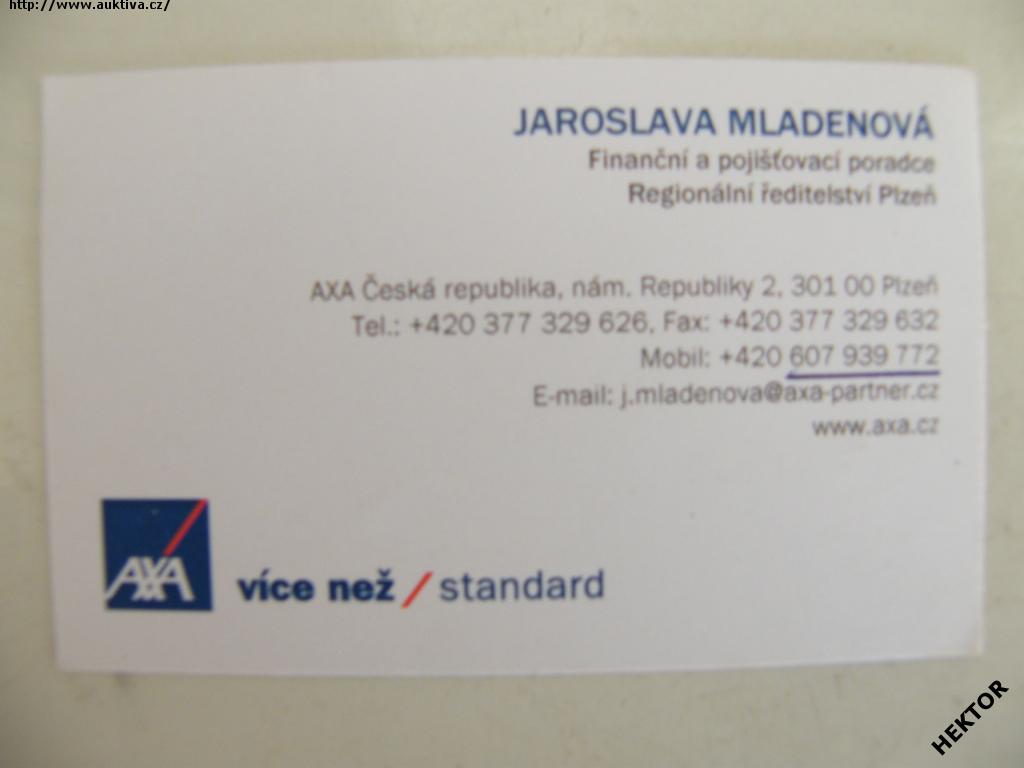 http://www.auktiva.cz/
JAROSLAVA MLADENOVÁ
Finanční a pojišťovací poradce
Regionální ředitelství Plzeň
AXA Česká republika, nám. Republiky 2, 301 00 Plzeň
Tel.: +420 377 329 626, Fax: +420 377 329 632
Mobil: +420 607 939 772
E-mail: j.mladenova@axa-partner.cz
www.axa.cz
AXA
více než / standard
HEKTOR